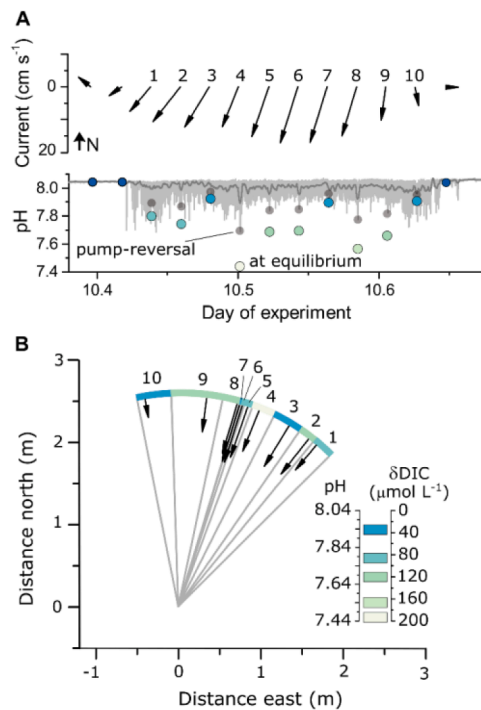 A
Current (cm s⁻¹)
0
20
N
1 2 3 4 5 6 7 8 9 10
pH
8.0
7.8
7.6
7.4
pump-reversal
at equilibrium
10.4 10.5 10.6
Day of experiment
B
Distance north (m)
3
2
1
0
10 9 8 7 6 5 4 3 2 1
pH
δDIC
(μmol L⁻¹)
8.04 0
40
7.84 80
7.64 120
160
7.44 200
-1 0 1 2 3
Distance east (m)